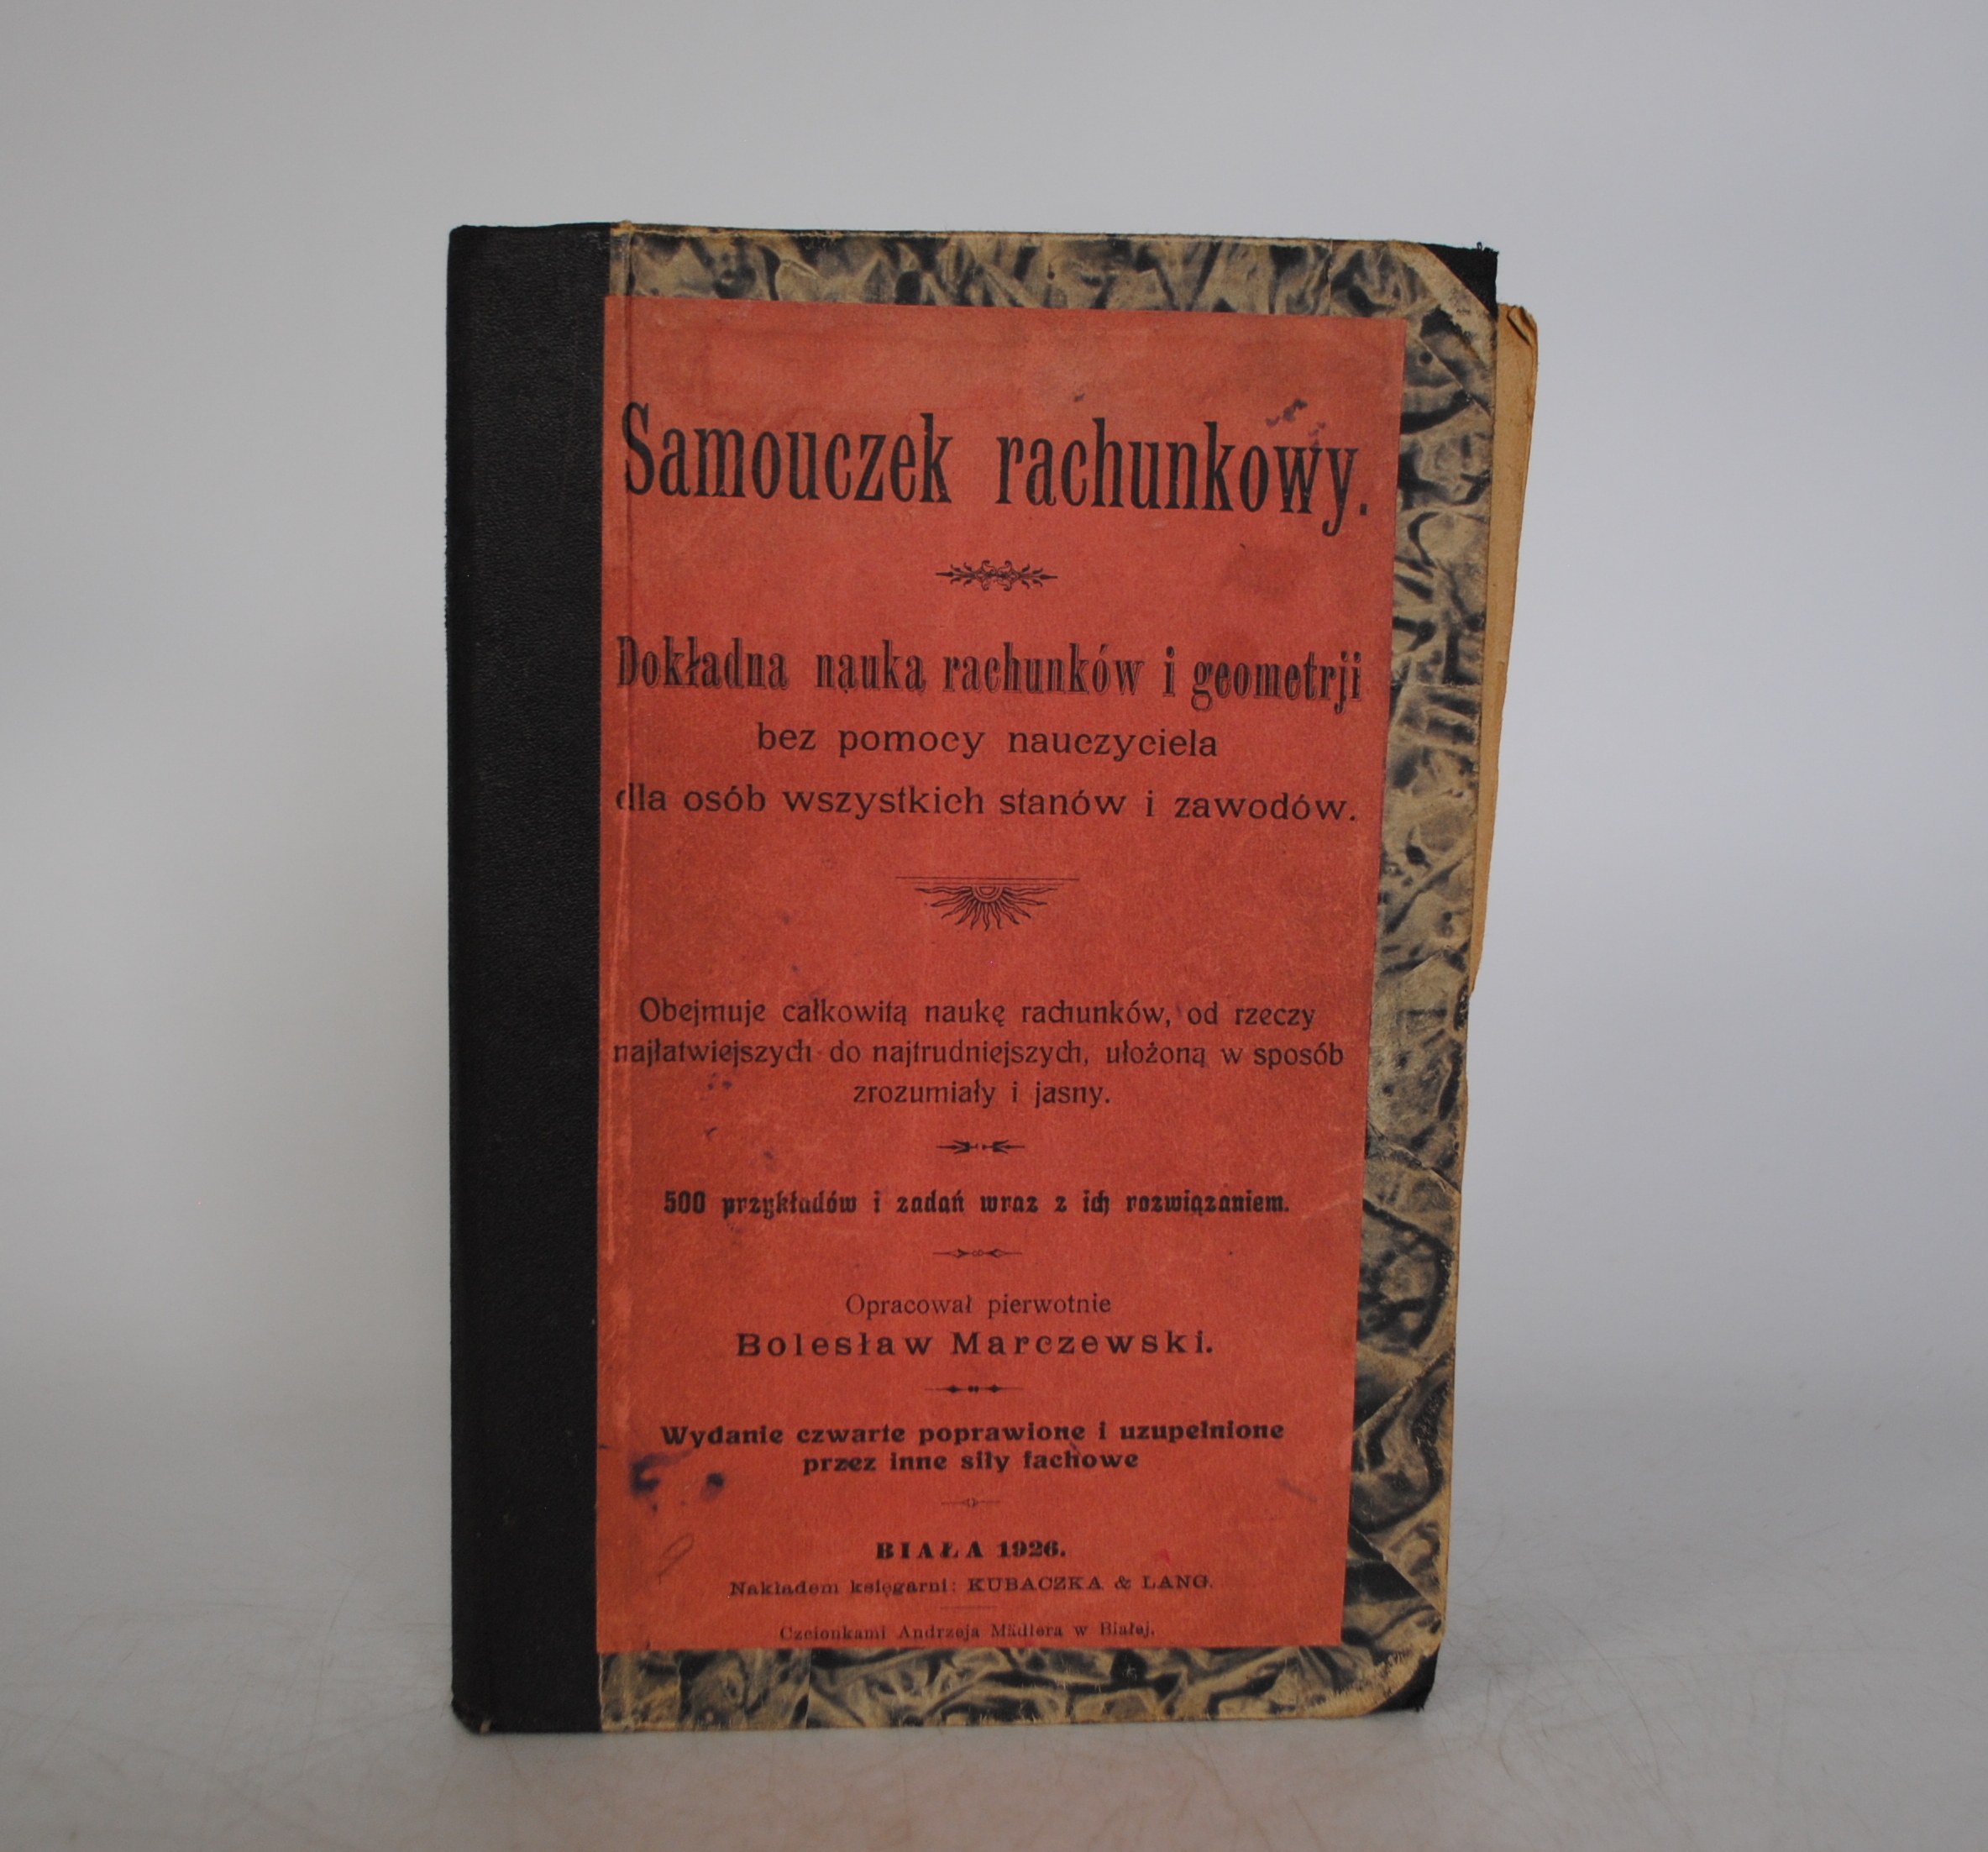 Samouczek rachunkowy.
Dokładna nauka rachunków i geometrji
bez pomocy nauczyciela
dla osób wszystkich stanów i zawodów.
Obejmuje całkowitą naukę rachunków, od rzeczy
najłatwiejszych do najtrudniejszych, ułożoną w sposób
zrozumiały i jasny.
500 przykładów i zadań wraz z ich rozwiązaniem.
Opracował pierwotnie
Bolesław Marczewski.
Wydanie czwarte poprawione i uzupełnione
przez inne siły fachowe
BIAŁA 1926.
Nakładem księgarni: KUBACZKA & LANG.
Czcionkami Andrzeja Mädlera w Białej.